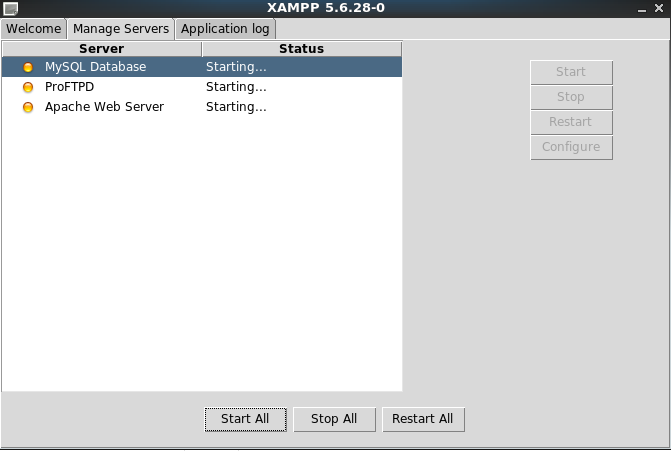 XAMPP 5.6.28-0
Welcome Manage Servers Application log
Server Status
MySQL Database Starting...
ProFTPD Starting...
Apache Web Server Starting...
Start
Stop
Restart
Configure
Start All Stop All Restart All